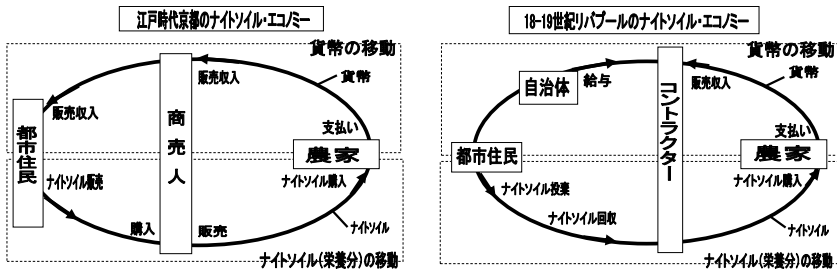 江戸時代京都のナイトソイル・エコノミー
貨幣の移動
販売収入
貨幣
販売収入
商売人
都市住民
支払い
農家
ナイトソイル販売
ナイトソイル購入
購入
販売
ナイトソイル
ナイトソイル(栄養分)の移動
18-19世紀リバプールのナイトソイル・エコノミー
貨幣の移動
自治体
給与
コントラクター
販売収入
貨幣
支払い
都市住民
農家
ナイトソイル投棄
ナイトソイル購入
ナイトソイル回収
ナイトソイル
ナイトソイル(栄養分)の移動